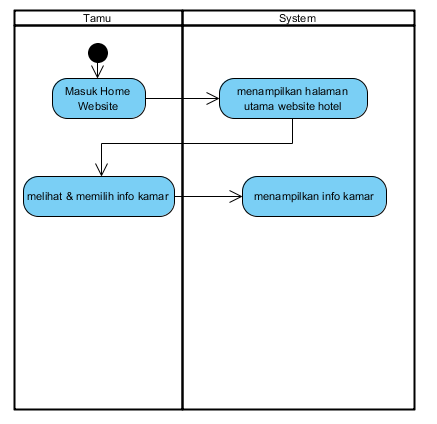 Tamu
System
Masuk Home
Website
menampilkan halaman
utama website hotel
melihat & memilih info kamar
menampilkan info kamar